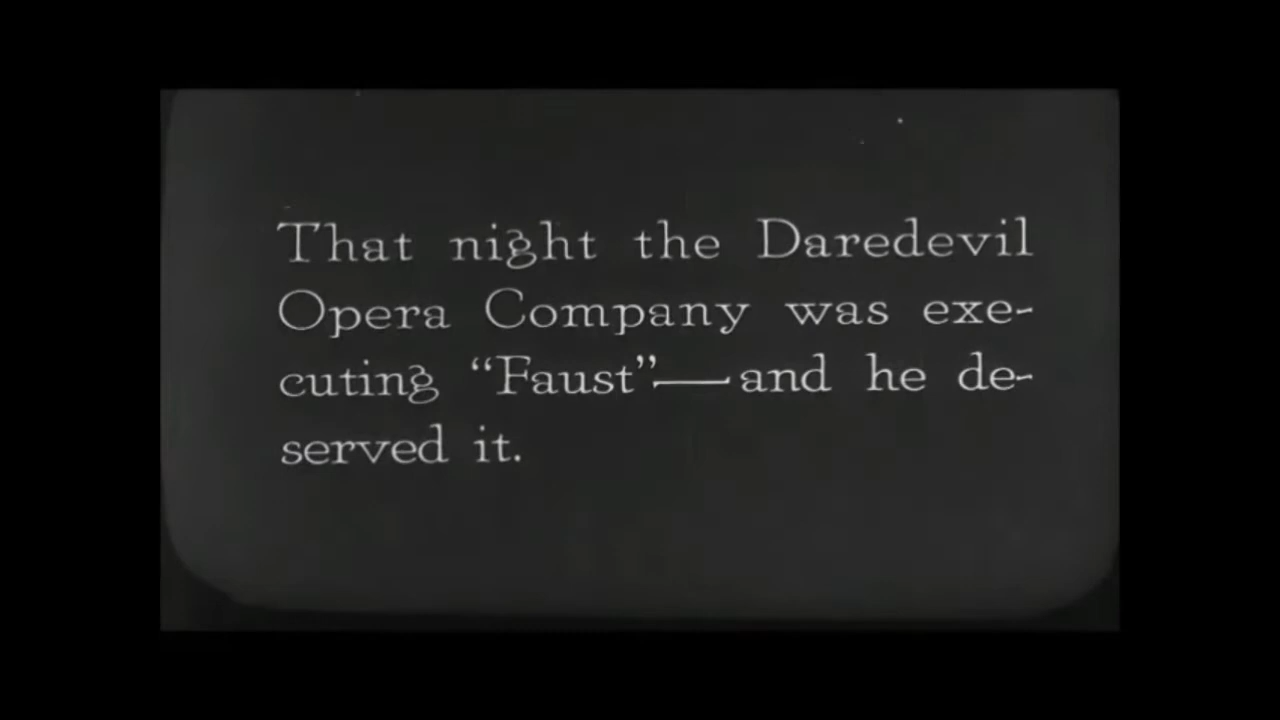 That night the Daredevil
Opera Company was exe-
cuting “Faust”—and he de-
served it.